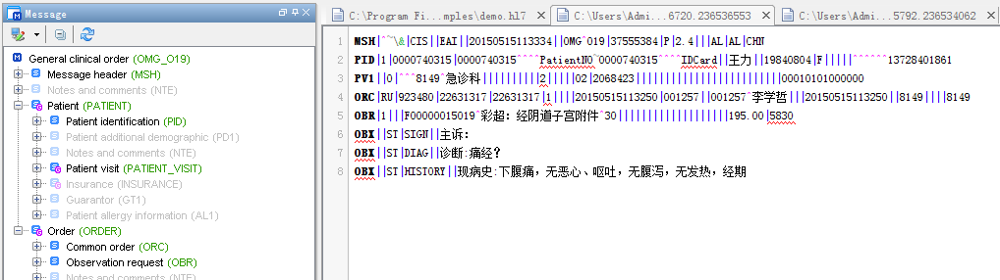 Message
General clinical order (OMG_O19)
Message header (MSH)
Notes and comments (NTE)
Patient (PATIENT)
Patient identification (PID)
Patient additional demographic (PD1)
Notes and comments (NTE)
Patient visit (PATIENT_VISIT)
Insurance (INSURANCE)
Guarantor (GT1)
Patient allergy information (AL1)
Order (ORDER)
Common order (ORC)
Observation request (OBR)
Notes and comments (NTE)
C:\Program Fi...mples\demo.hl7
C:\Users\Admi...6720.236536553
C:\Users\Admi...5792.236534062
1 MSH|^~\&|CIS||EAI||20150515113334||OMG^O19|37555384|P|2.4|||AL|AL|CHN
2 PID|1|0000740315|0000740315^^^^PatientNO~0000740315^^^^IDCard||王力||19840804|F|||||^^^^^^13728401861
3 PV1||0|^^^8149^急诊科|||||||||||2|||||02|2068423|||||||||||||||||||||||||00010101000000
4 ORC|RU|923480|22631317|22631317|1||||20150515113250|001257||001257^李学哲|||20150515113250||8149||||8149
5 OBR|1|||F00000015019^彩超：经阴道子宫附件^30|||||||||||||||||||195.00|5830
6 OBX||ST|SIGN||主诉:
7 OBX||ST|DIAG||诊断:痛经?
8 OBX||ST|HISTORY||现病史:下腹痛，无恶心、呕吐，无腹泻，无发热，经期